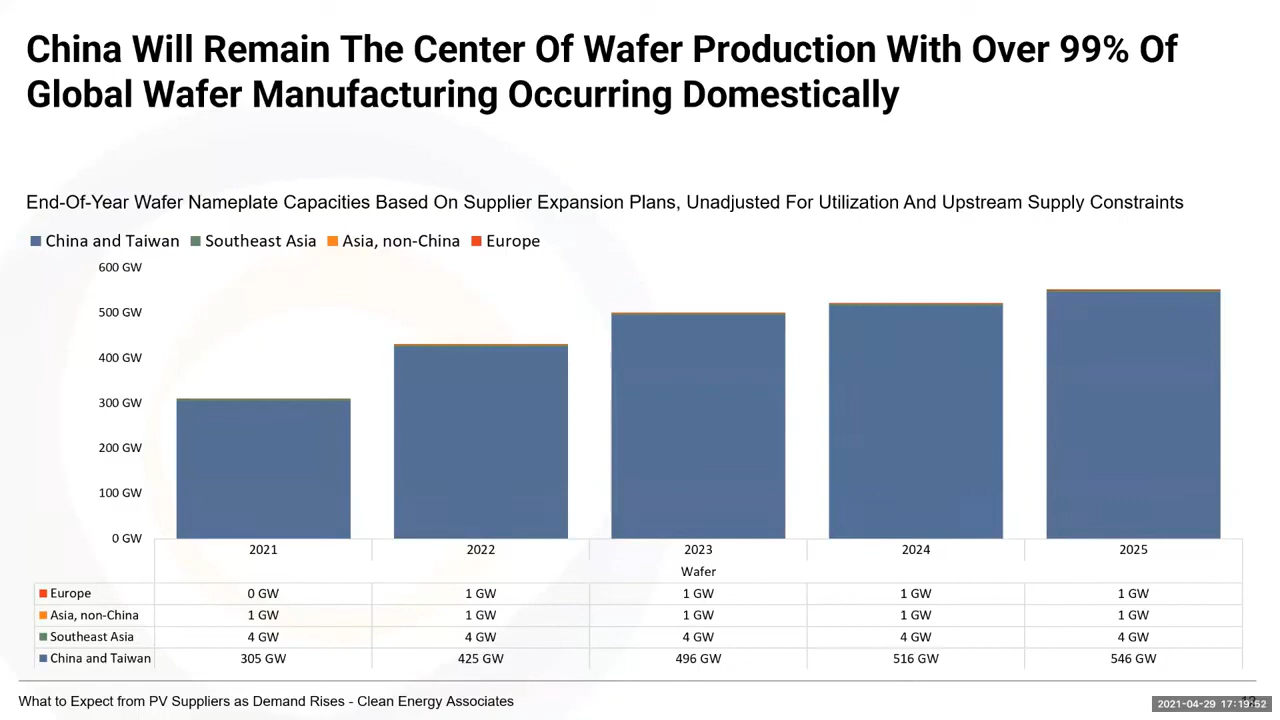 China Will Remain The Center Of Wafer Production With Over 99% Of
Global Wafer Manufacturing Occurring Domestically
End-Of-Year Wafer Nameplate Capacities Based On Supplier Expansion Plans, Unadjusted For Utilization And Upstream Supply Constraints
China and Taiwan Southeast Asia Asia, non-China Europe
600 GW
500 GW
400 GW
300 GW
200 GW
100 GW
0 GW
2021 2022 2023 2024 2025
Wafer
Europe 0 GW 1 GW 1 GW 1 GW 1 GW
Asia, non-China 1 GW 1 GW 1 GW 1 GW 1 GW
Southeast Asia 4 GW 4 GW 4 GW 4 GW 4 GW
China and Taiwan 305 GW 425 GW 496 GW 516 GW 546 GW
What to Expect from PV Suppliers as Demand Rises - Clean Energy Associates
2021-04-29 17:19:52